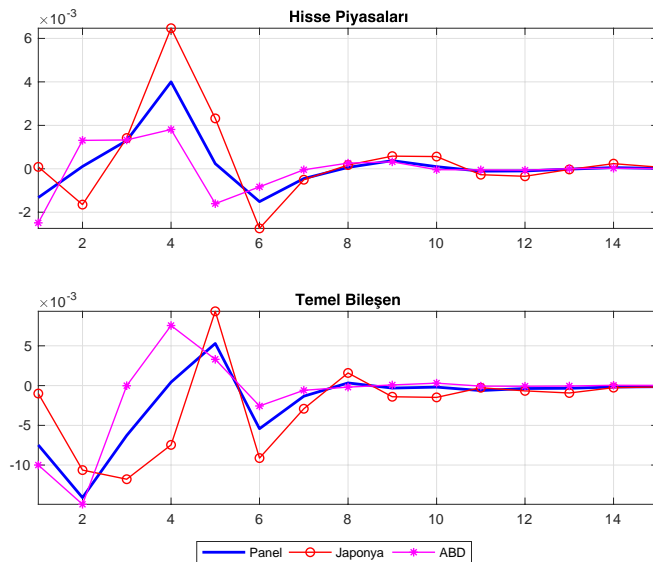 Hisse Piyasaları
×10⁻³
6
4
2
0
-2
2 4 6 8 10 12 14
Temel Bileşen
×10⁻³
5
0
-5
-10
2 4 6 8 10 12 14
Panel Japonya ABD